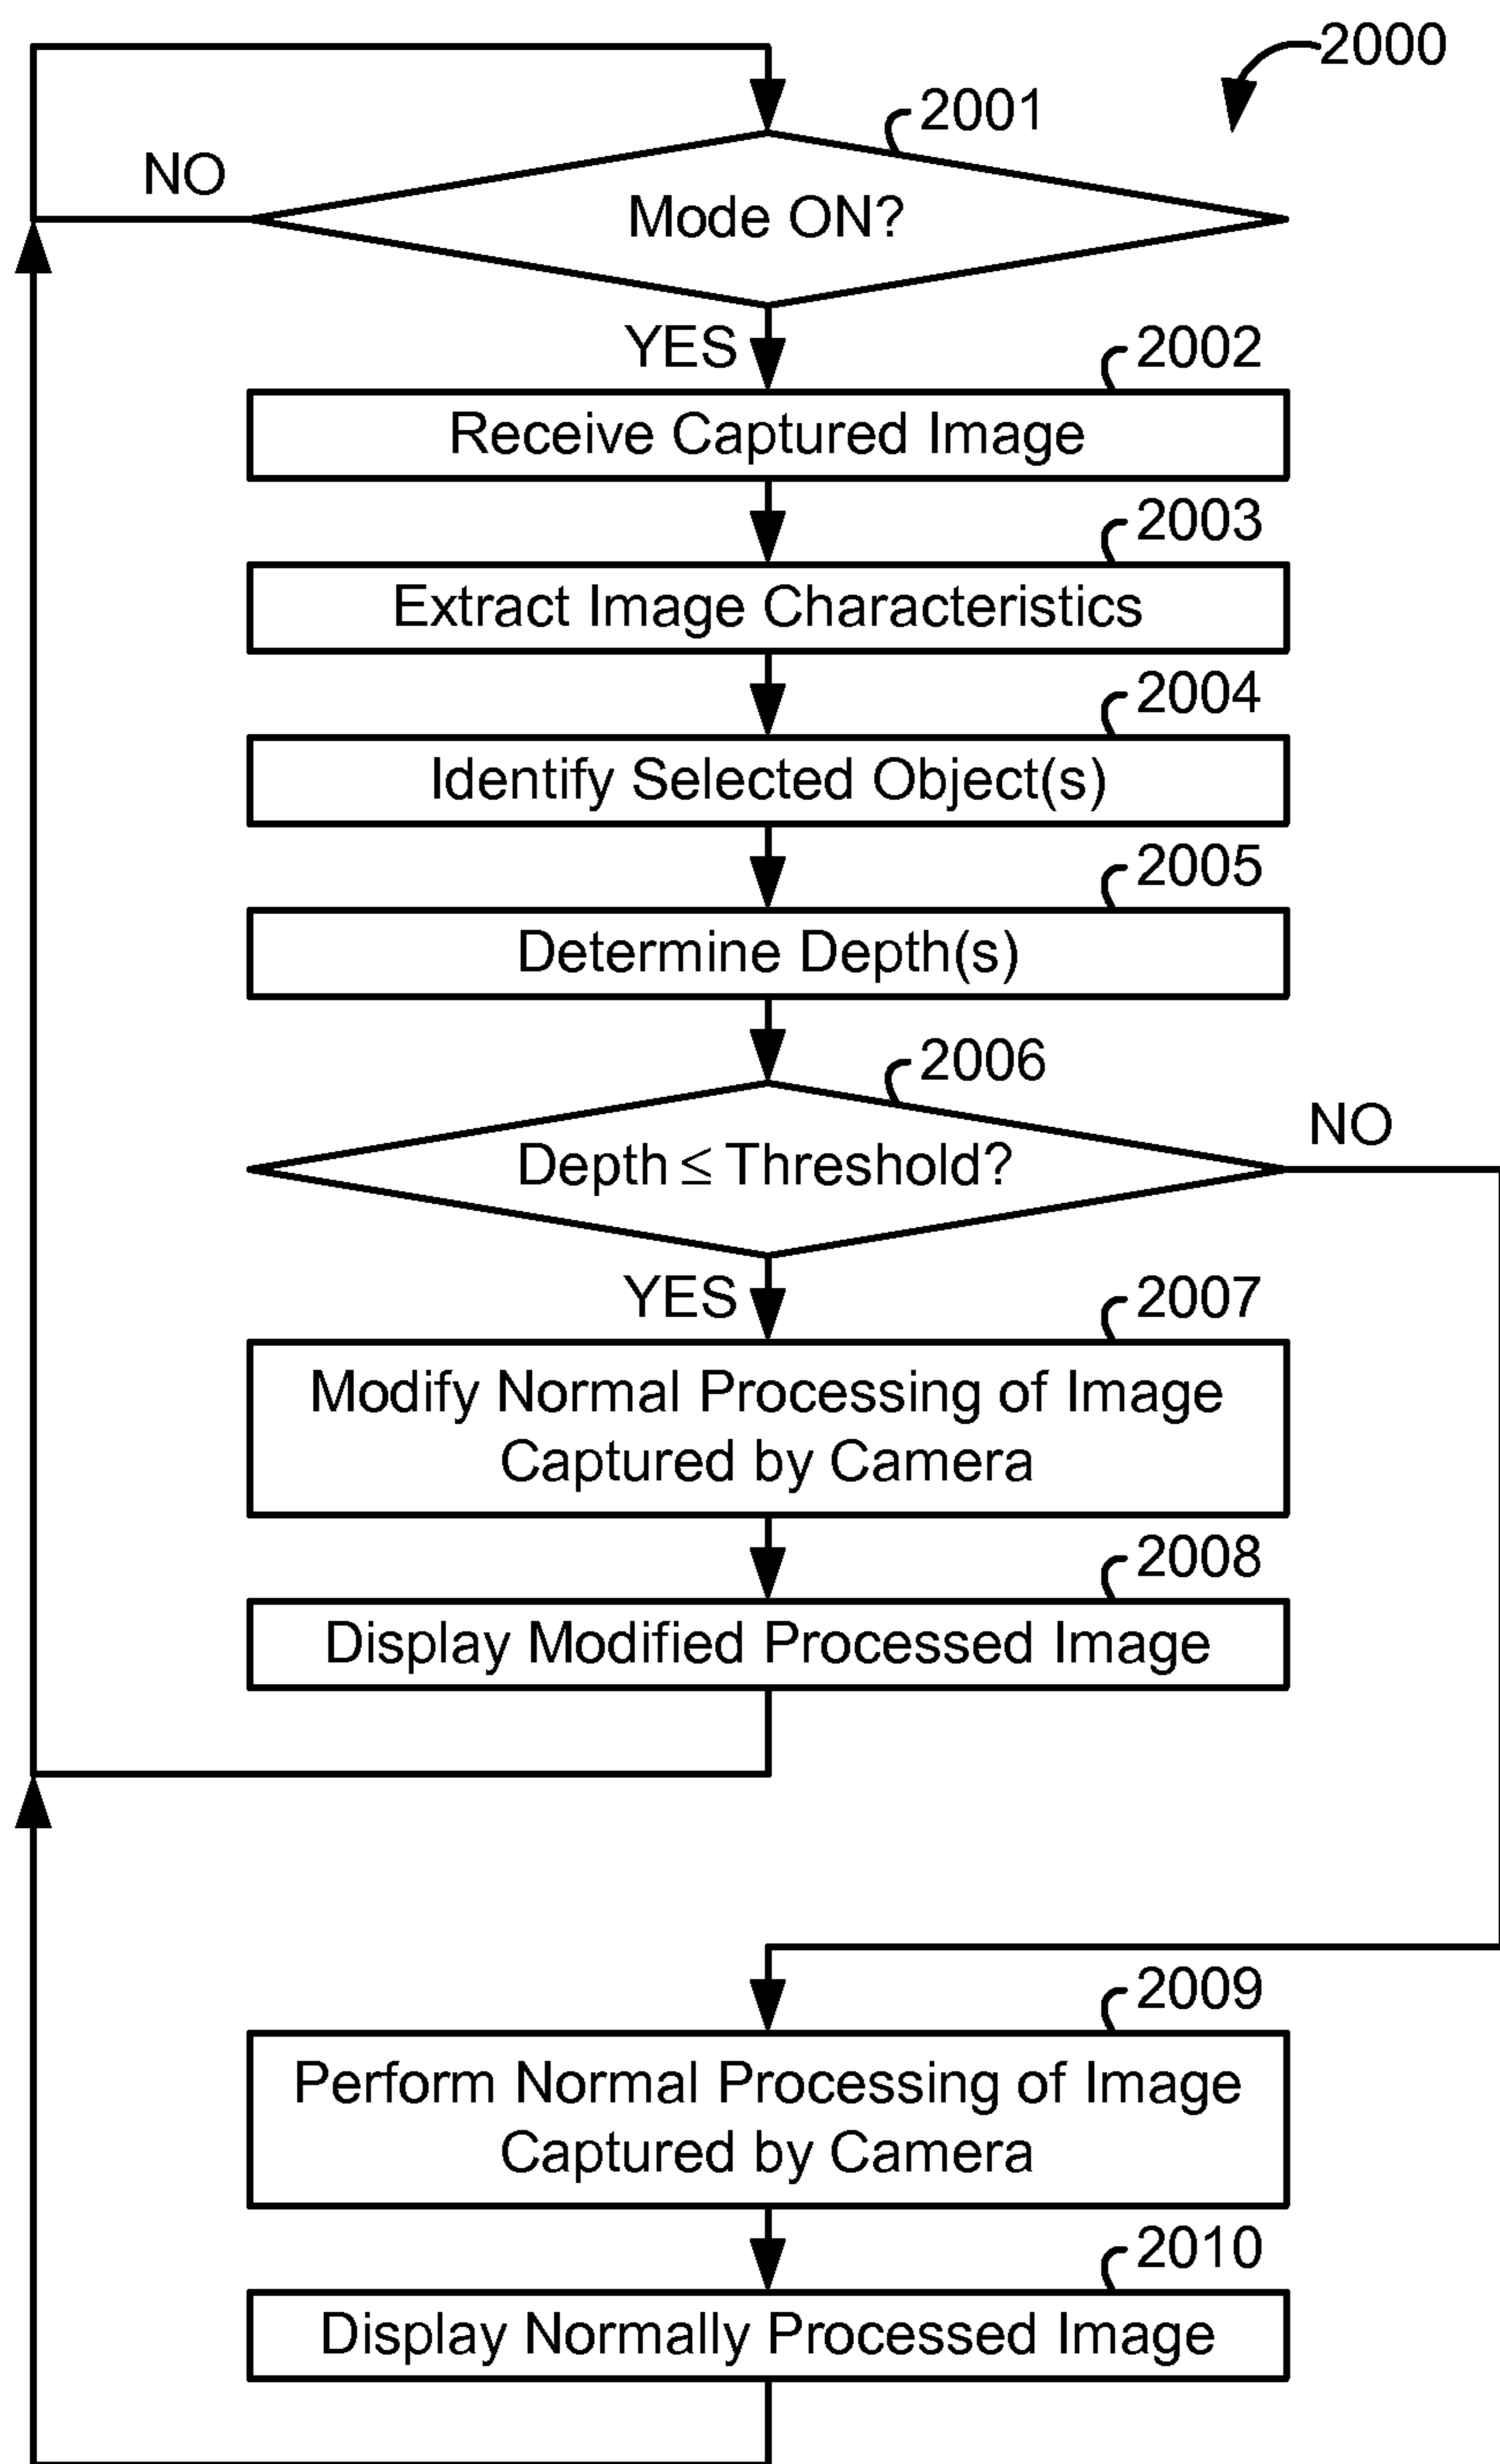 2000
2001
NO
Mode ON?
YES
2002
Receive Captured Image
2003
Extract Image Characteristics
2004
Identify Selected Object(s)
2005
Determine Depth(s)
2006
NO
Depth ≤ Threshold?
YES
2007
Modify Normal Processing of Image
Captured by Camera
2008
Display Modified Processed Image
2009
Perform Normal Processing of Image
Captured by Camera
2010
Display Normally Processed Image